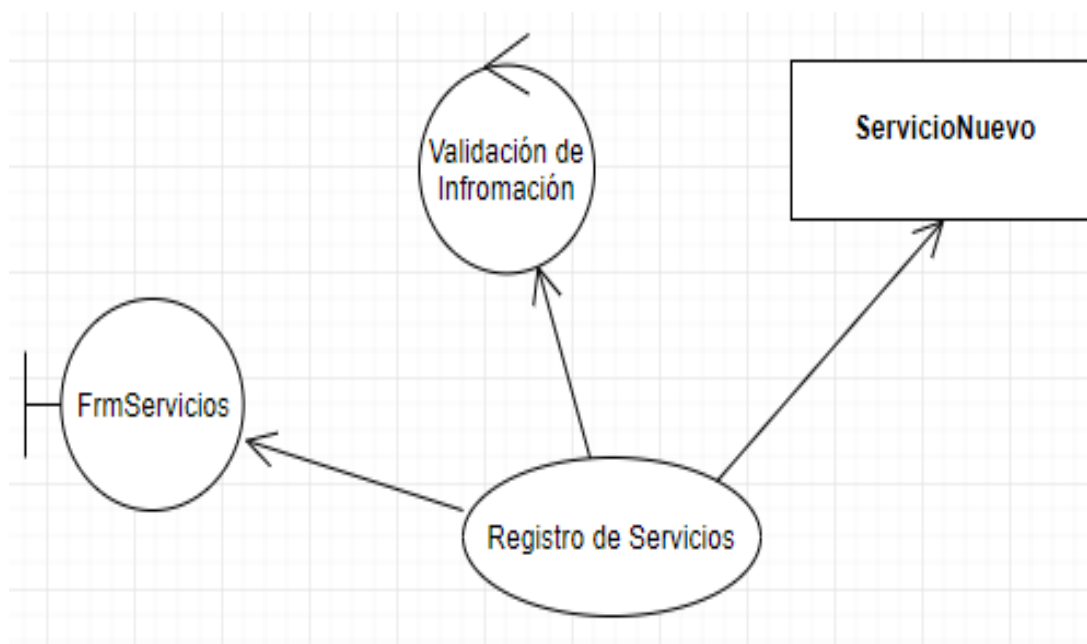 Validación de
Infromación
ServicioNuevo
FrmServicios
Registro de Servicios